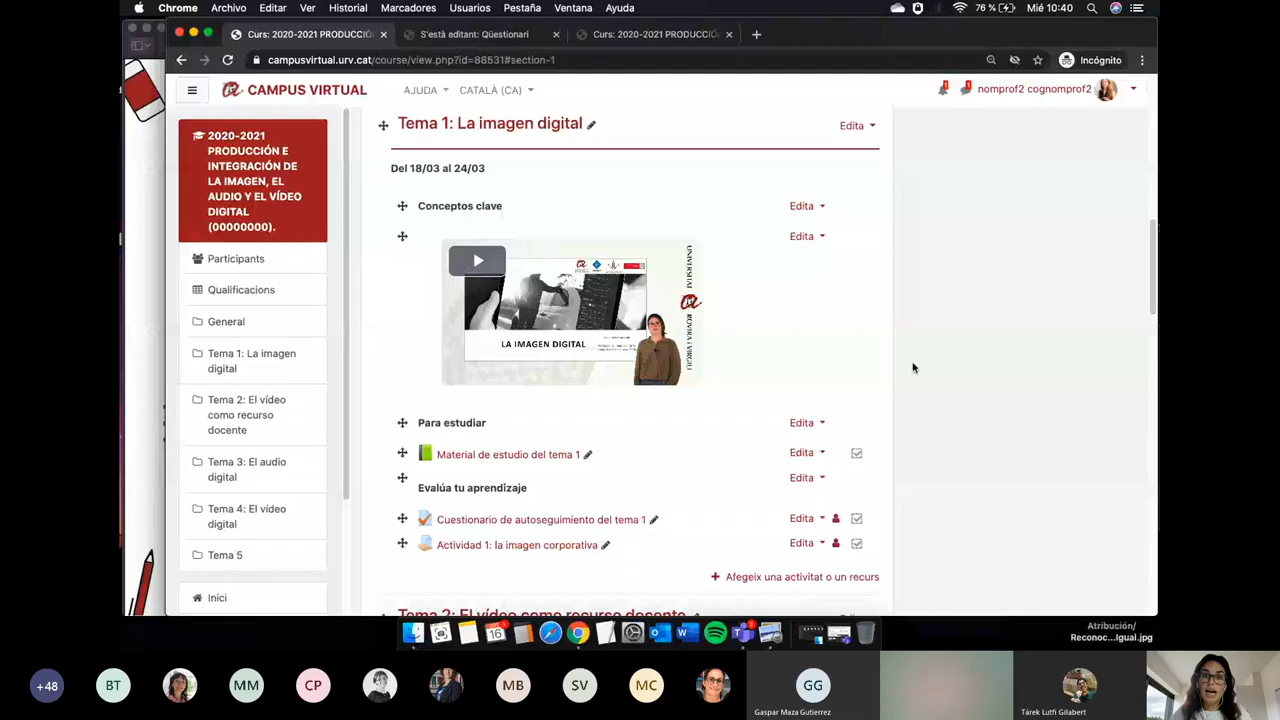 Chrome Archivo Editar Ver Historial Marcadores Usuarios Pestaña Ventana Ayuda 76 % Mié 10:40
Curs: 2020-2021 PRODUCCIÓ
S'està editant: Qüestionari
Curs: 2020-2021 PRODUCCIÓ
campusvirtual.urv.cat/course/view.php?id=88531#section-1
Incógnito
CAMPUS VIRTUAL
AJUDA
CATALÀ (CA)
nomprof2 cognomprof2
2020-2021
PRODUCCIÓN E
INTEGRACIÓN DE
LA IMAGEN, EL
AUDIO Y EL VÍDEO
DIGITAL
(00000000).
Participants
Qualificacions
General
Tema 1: La imagen
digital
Tema 2: El vídeo
como recurso
docente
Tema 3: El audio
digital
Tema 4: El vídeo
digital
Tema 5
Inici
Tema 1: La imagen digital
Edita
Del 18/03 al 24/03
Conceptos clave
Edita
Edita
LA IMAGEN DIGITAL
UNIVERSITAT
ROVIRA I VIRGILI
Para estudiar
Edita
Material de estudio del tema 1
Edita
Edita
Evalúa tu aprendizaje
Cuestionario de autoseguimiento del tema 1
Edita
Actividad 1: la imagen corporativa
Edita
Afegeix una activitat o un recurs
Tema 2: El vídeo como recurso docente
16
Atribución/
Reconoc...Igual.jpg
+48
BT
MM
CP
MB
SV
MC
GG
Gaspar Maza Gutierrez
Tàrek Lutfi Gilabert